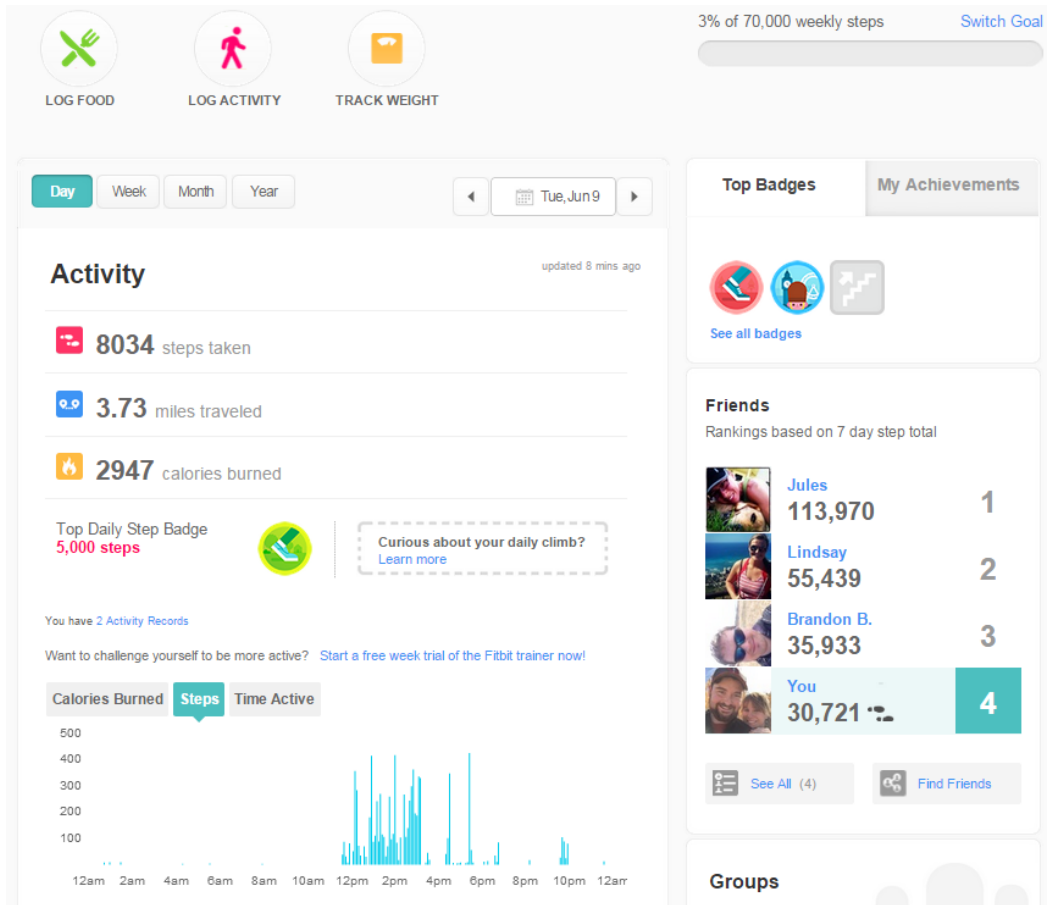 3% of 70,000 weekly steps
Switch Goal
LOG FOOD
LOG ACTIVITY
TRACK WEIGHT
Day
Week
Month
Year
Tue, Jun 9
Activity
updated 8 mins ago
8034 steps taken
3.73 miles traveled
2947 calories burned
Top Daily Step Badge
5,000 steps
Curious about your daily climb?
Learn more
You have 2 Activity Records
Want to challenge yourself to be more active? Start a free week trial of the Fitbit trainer now!
Calories Burned
Steps
Time Active
500
400
300
200
100
12am 2am 4am 6am 8am 10am 12pm 2pm 4pm 6pm 8pm 10pm 12am
Top Badges
My Achievements
See all badges
Friends
Rankings based on 7 day step total
Jules
113,970
1
Lindsay
55,439
2
Brandon B.
35,933
3
You
30,721
4
See All (4)
Find Friends
Groups